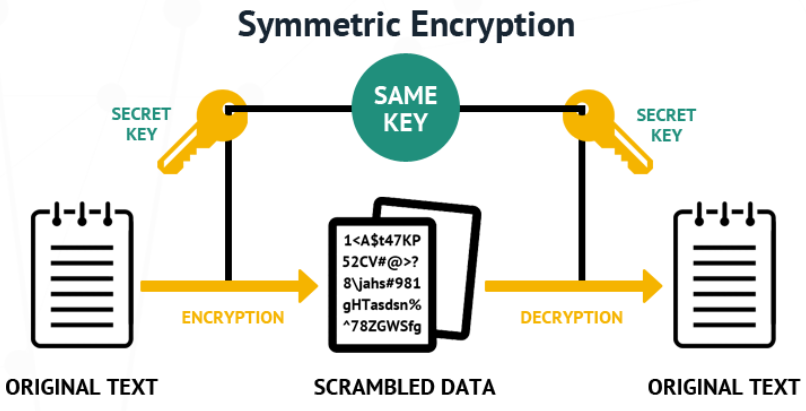 Symmetric Encryption
SECRET
KEY
SAME
KEY
SECRET
KEY
1<A$t47KP
52CV#@>?
8\jahs#981
gHTasdsn%
^78ZGWSfg
ENCRYPTION
DECRYPTION
ORIGINAL TEXT
SCRAMBLED DATA
ORIGINAL TEXT